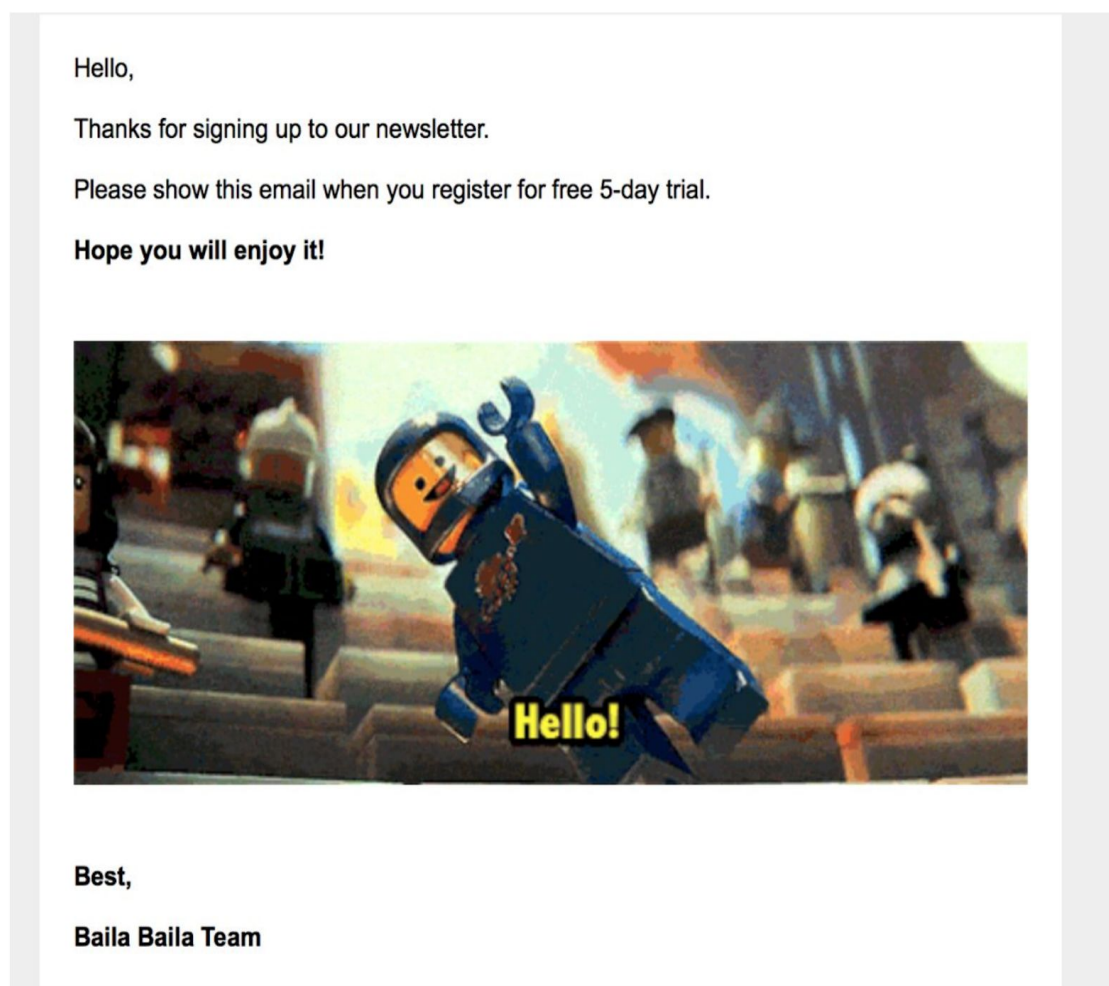 Hello,
Thanks for signing up to our newsletter.
Please show this email when you register for free 5-day trial.
Hope you will enjoy it!
Hello!
Best,
Baila Baila Team